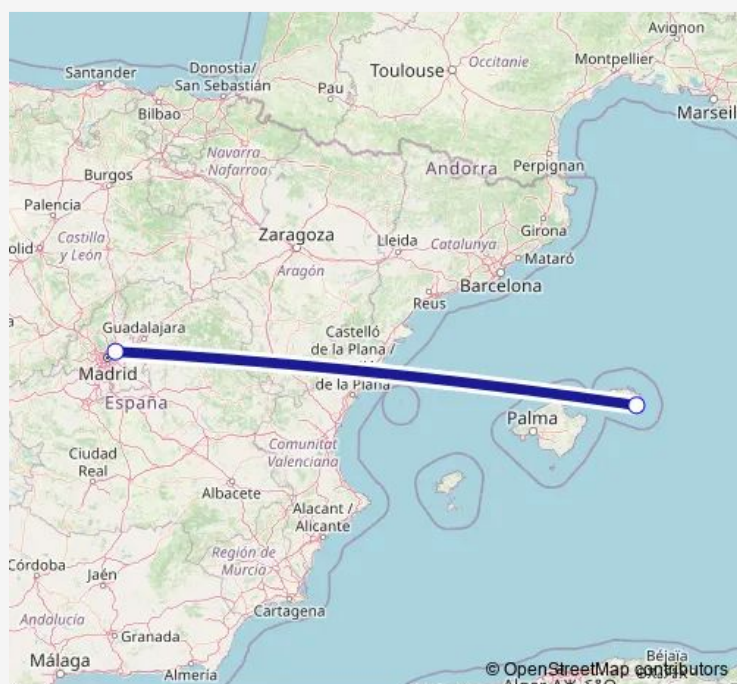 Avignon
Santander
Donostia/
San Sebastián
Toulouse
Occitanie
Montpellier
Pau
Marseil
Bilbao
Navarra
Nafarroa
Andorra
Perpignan
Burgos
Palencia
Girona
Zaragoza
Lleida
Catalunya
Castilla
y León
olid
Mataró
Aragón
Barcelona
Reus
Guadalajara
Castelló
de la Plana /
Madrid
de la Plana
España
Palma
Comunitat
Valenciana
Ciudad
Real
Albacete
Alacant /
Alicante
Región de
Murcia
Córdoba
Jaén
Cartagena
Andalucía
Granada
Málaga
Almería
Béjaïa
© OpenStreetMap contributors